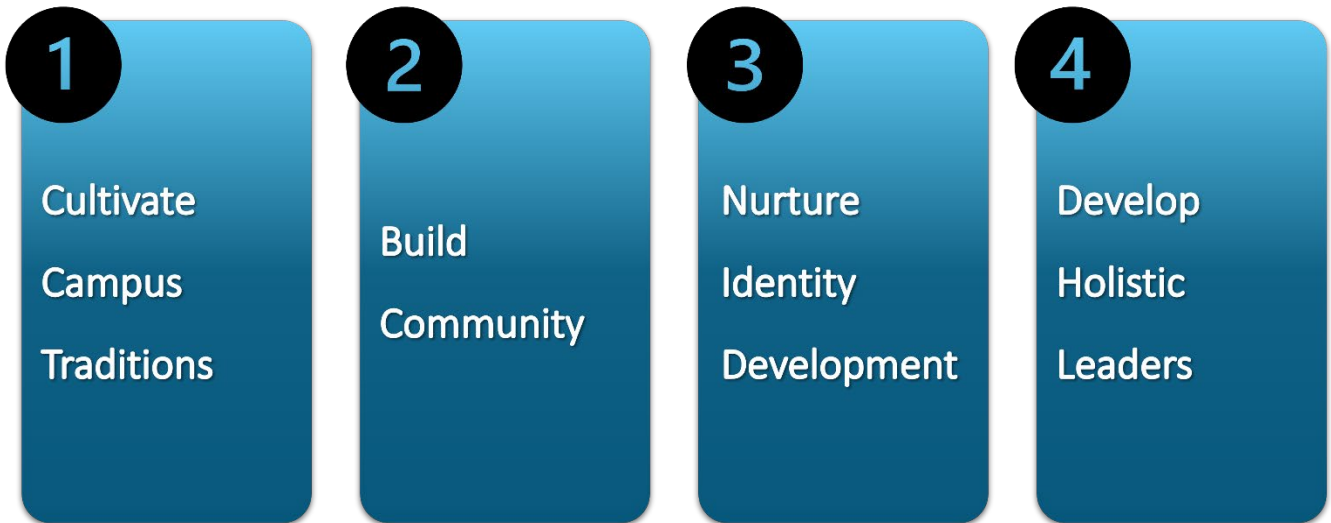 1
Cultivate
Campus
Traditions
2
Build
Community
3
Nurture
Identity
Development
4
Develop
Holistic
Leaders